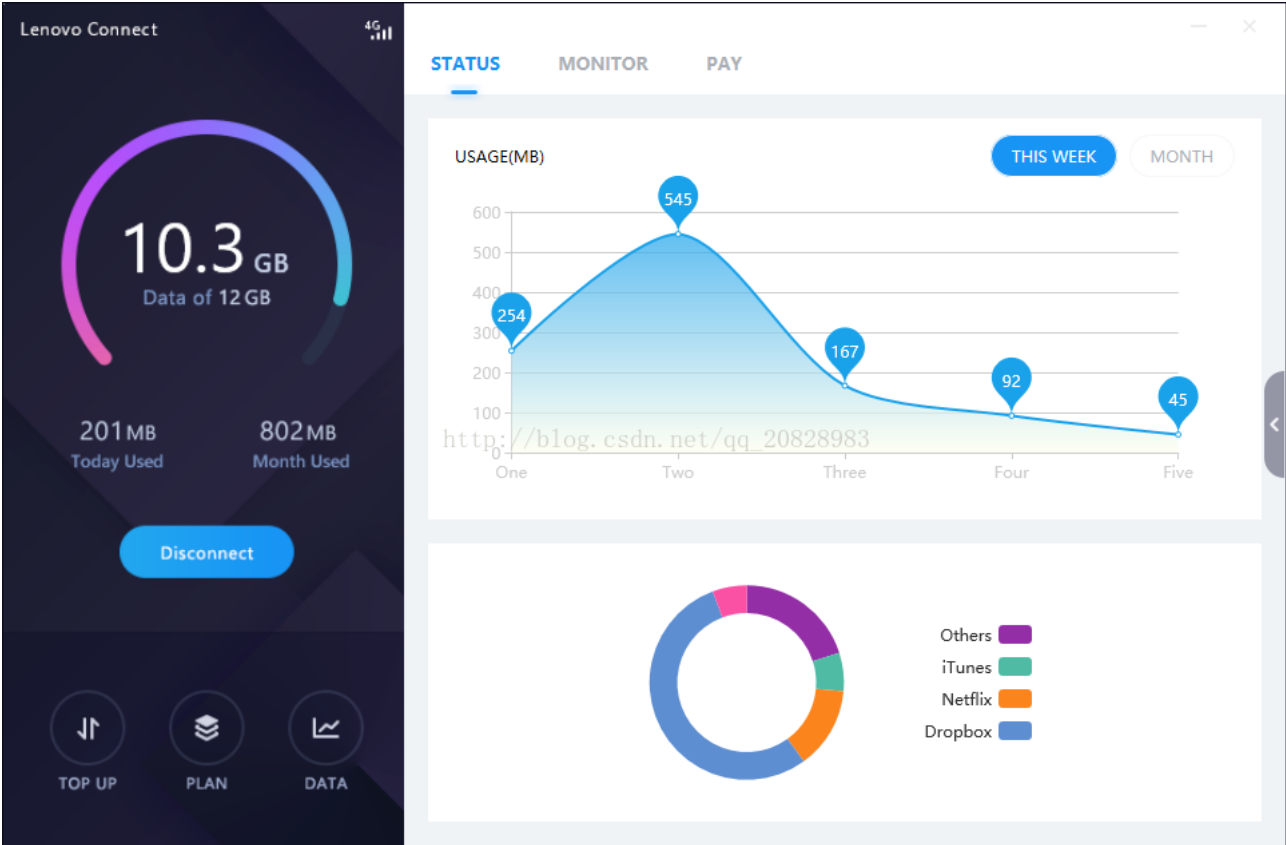 Lenovo Connect
4G
10.3 GB
Data of 12 GB
201 MB
Today Used
802 MB
Month Used
Disconnect
TOP UP
PLAN
DATA
STATUS
MONITOR
PAY
USAGE(MB)
THIS WEEK
MONTH
600
500
400
300
200
100
0
254
545
167
92
45
http://blog.csdn.net/qq_20828983
One
Two
Three
Four
Five
Others
iTunes
Netflix
Dropbox